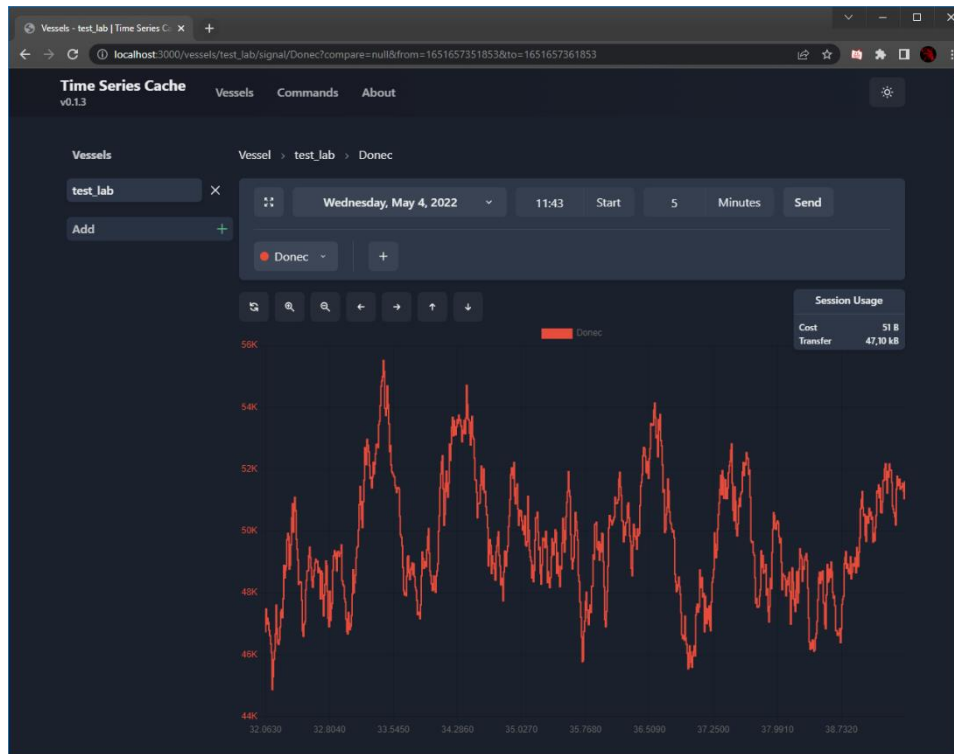 Vessels - test_lab | Time Series C
localhost:3000/vessels/test_lab/signal/Donec?compare=null&from=1651657351853&to=1651657361853
Time Series Cache
v0.1.3
Vessels Commands About
Vessels
Vessel > test_lab > Donec
test_lab
Wednesday, May 4, 2022 11:43 Start 5 Minutes Send
Add +
Donec +
Session Usage
Cost 51 B
Transfer 47,10 kB
Donec
56K
54K
52K
50K
48K
46K
44K
32.0630 32.8040 33.5450 34.2860 35.0270 35.7680 36.5090 37.2500 37.9910 38.7320